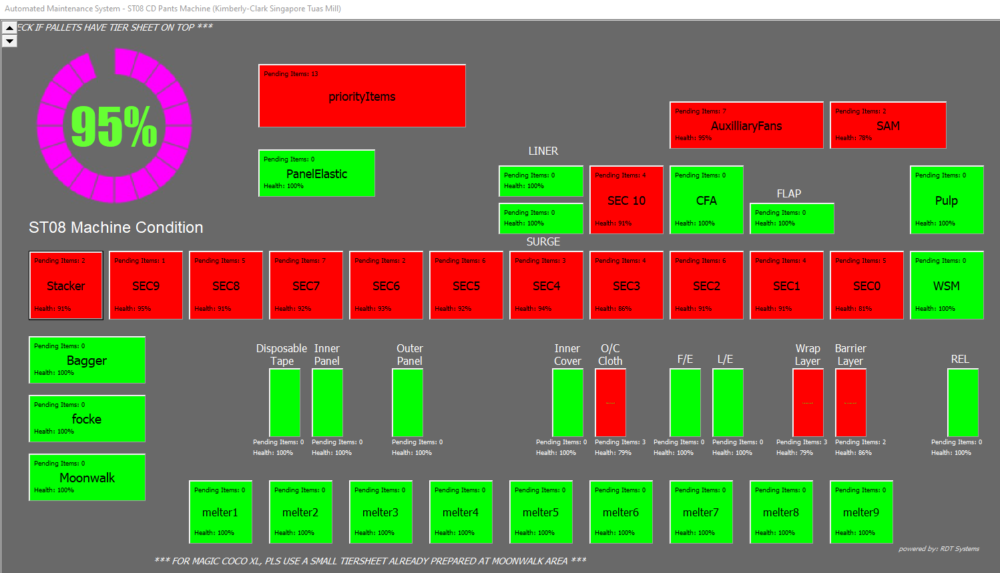 Automated Maintenance System - ST08 CD Pants Machine (Kimberly-Clark Singapore Tuas Mill)
ECK IF PALLETS HAVE TIER SHEET ON TOP ***
95%
ST08 Machine Condition
Pending Items: 13
priorityItems
Pending Items: 0
PanelElastic
Health: 100%
Pending Items: 7
AuxilliaryFans
Health: 95%
Pending Items: 2
SAM
Health: 78%
LINER
Pending Items: 0
Health: 100%
Pending Items: 0
Health: 100%
SURGE
Pending Items: 4
SEC 10
Health: 91%
Pending Items: 0
CFA
Health: 100%
FLAP
Pending Items: 0
Health: 100%
Pending Items: 0
Pulp
Health: 100%
Pending Items: 2
Stacker
Health: 91%
Pending Items: 1
SEC9
Health: 95%
Pending Items: 5
SEC8
Health: 91%
Pending Items: 7
SEC7
Health: 92%
Pending Items: 2
SEC6
Health: 93%
Pending Items: 6
SEC5
Health: 92%
Pending Items: 3
SEC4
Health: 94%
Pending Items: 4
SEC3
Health: 86%
Pending Items: 6
SEC2
Health: 91%
Pending Items: 4
SEC1
Health: 91%
Pending Items: 5
SEC0
Health: 81%
Pending Items: 0
WSM
Health: 100%
Pending Items: 0
Bagger
Health: 100%
Pending Items: 0
focke
Health: 100%
Pending Items: 0
Moonwalk
Health: 100%
Disposable
Tape
Pending Items: 0
Health: 100%
Inner
Panel
Pending Items: 0
Health: 100%
Outer
Panel
Pending Items: 0
Health: 100%
Inner
Cover
Pending Items: 0
Health: 100%
O/C
Cloth
Pending Items: 3
Health: 79%
F/E
Pending Items: 0
Health: 100%
L/E
Pending Items: 0
Health: 100%
Wrap
Layer
Pending Items: 3
Health: 79%
Barrier
Layer
Pending Items: 2
Health: 86%
REL
Pending Items: 0
Health: 100%
Pending Items: 0
melter1
Health: 100%
Pending Items: 0
melter2
Health: 100%
Pending Items: 0
melter3
Health: 100%
Pending Items: 0
melter4
Health: 100%
Pending Items: 0
melter5
Health: 100%
Pending Items: 0
melter6
Health: 100%
Pending Items: 0
melter7
Health: 100%
Pending Items: 0
melter8
Health: 100%
Pending Items: 0
melter9
Health: 100%
powered by: RDT Systems
*** FOR MAGIC COCO XL, PLS USE A SMALL TIERSHEET ALREADY PREPARED AT MOONWALK AREA ***